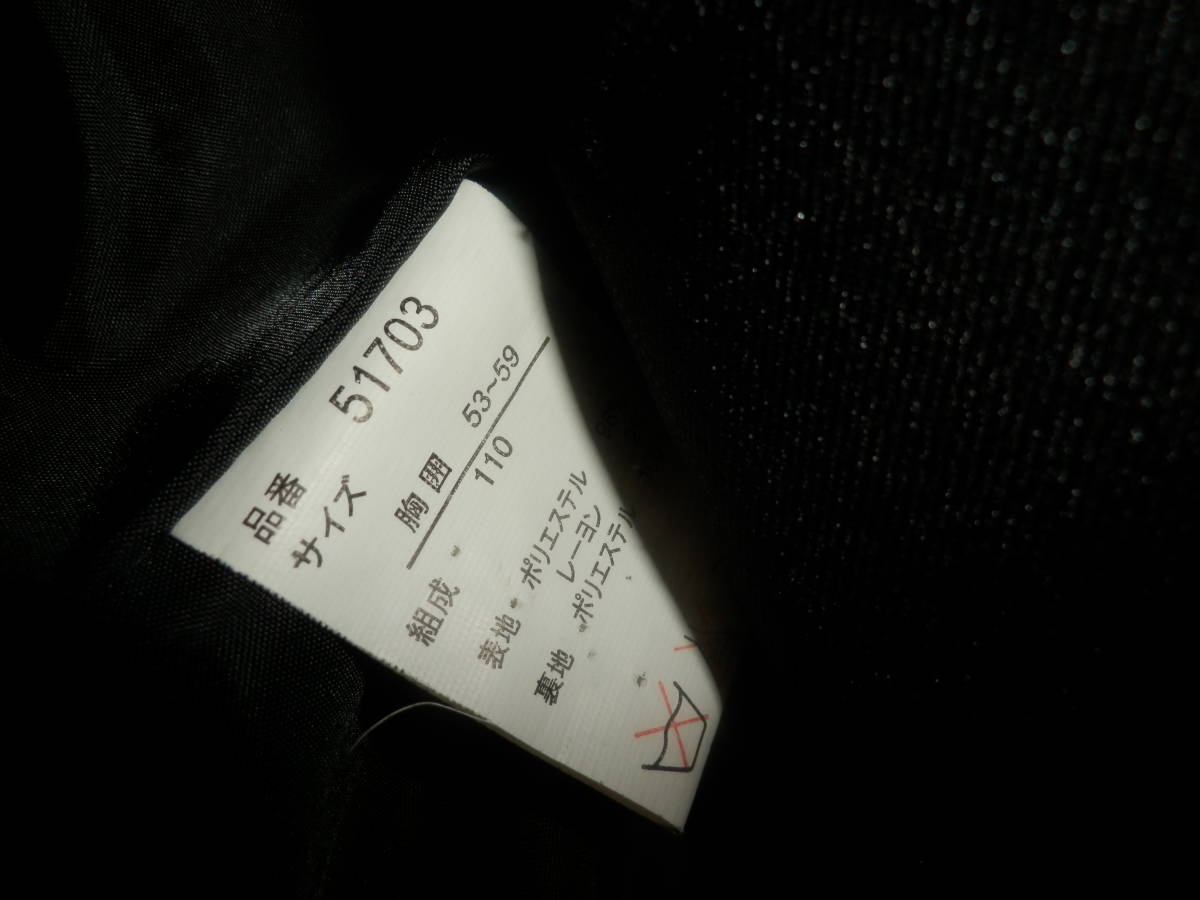 品番 51703
サイズ
胸囲 53~59
110
組成
表地 ポリエステル
レーヨン
裏地 ポリエステル